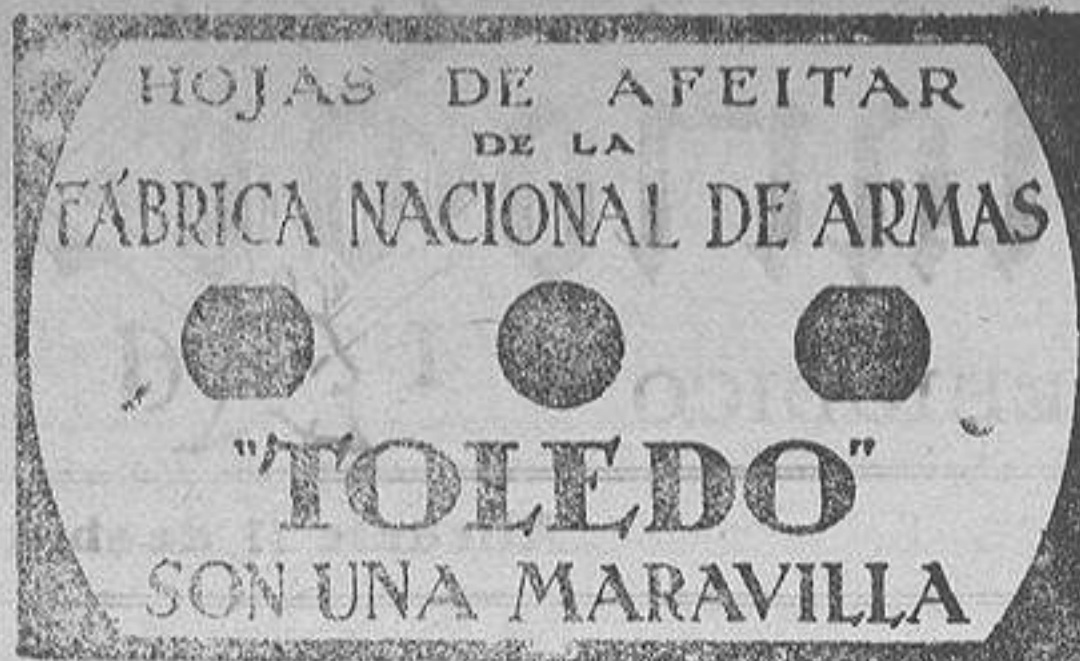 HOJAS DE AFEITAR
DE LA
FÁBRICA NACIONAL DE ARMAS
"TOLEDO"
SON UNA MARAVILLA